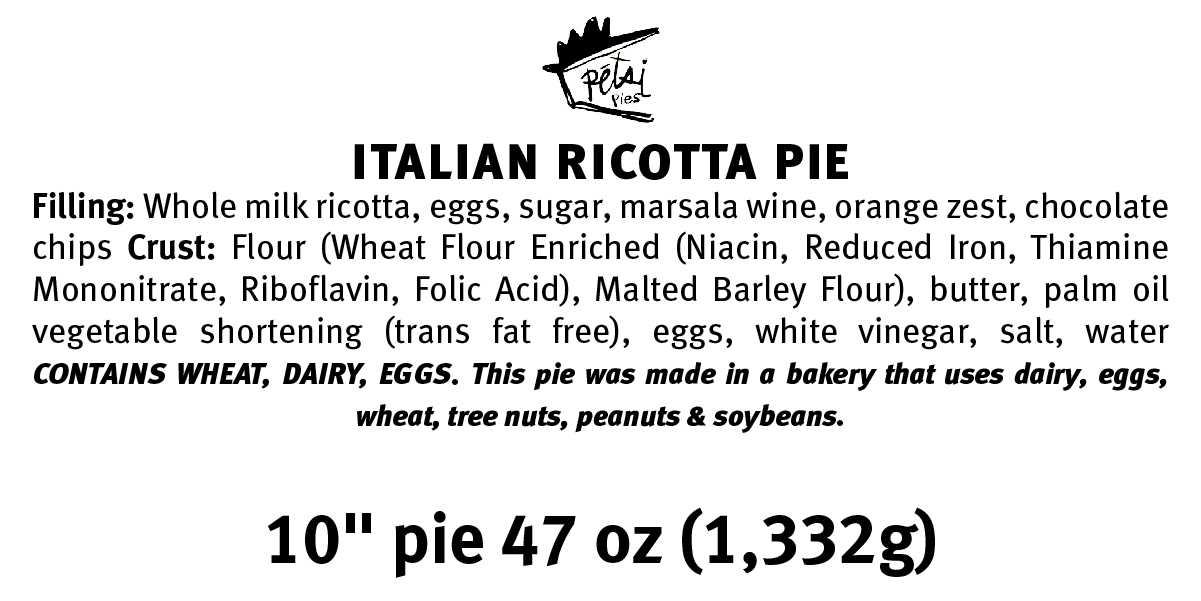 pétsi
pies
ITALIAN RICOTTA PIE
Filling: Whole milk ricotta, eggs, sugar, marsala wine, orange zest, chocolate
chips Crust: Flour (Wheat Flour Enriched (Niacin, Reduced Iron, Thiamine
Mononitrate, Riboflavin, Folic Acid), Malted Barley Flour), butter, palm oil
vegetable shortening (trans fat free), eggs, white vinegar, salt, water
CONTAINS WHEAT, DAIRY, EGGS. This pie was made in a bakery that uses dairy, eggs,
wheat, tree nuts, peanuts & soybeans.
10" pie 47 oz (1,332g)